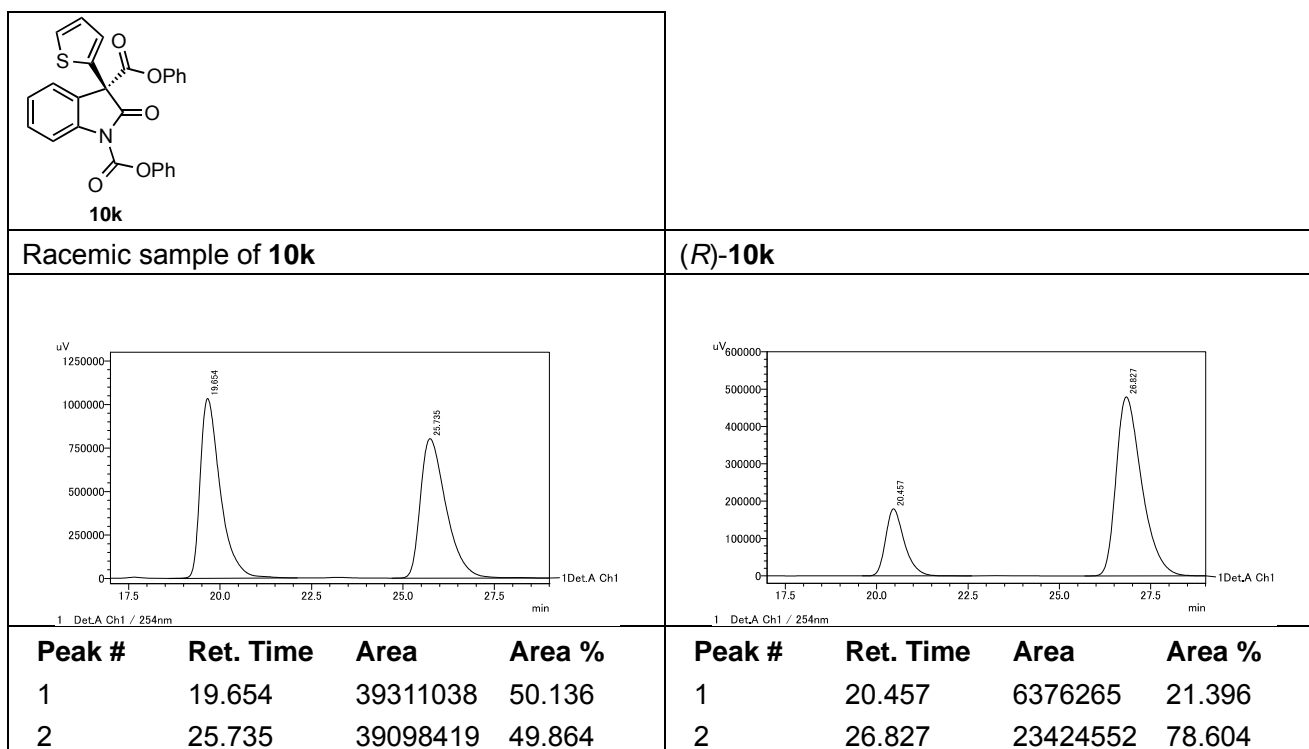 O
S
OPh
O
N
OPh
O
10k
Racemic sample of 10k
(R)-10k
uV
1250000
1000000
750000
500000
250000
0
19.654
25.735
17.5 20.0 22.5 25.0 27.5
min
1Det.A Ch1
1 Det.A Ch1 / 254nm
uV
600000
500000
400000
300000
200000
100000
0
20.457
26.827
17.5 20.0 22.5 25.0 27.5
min
1Det.A Ch1
1 Det.A Ch1 / 254nm
Peak # Ret. Time Area Area %
1 19.654 39311038 50.136
2 25.735 39098419 49.864
Peak # Ret. Time Area Area %
1 20.457 6376265 21.396
2 26.827 23424552 78.604